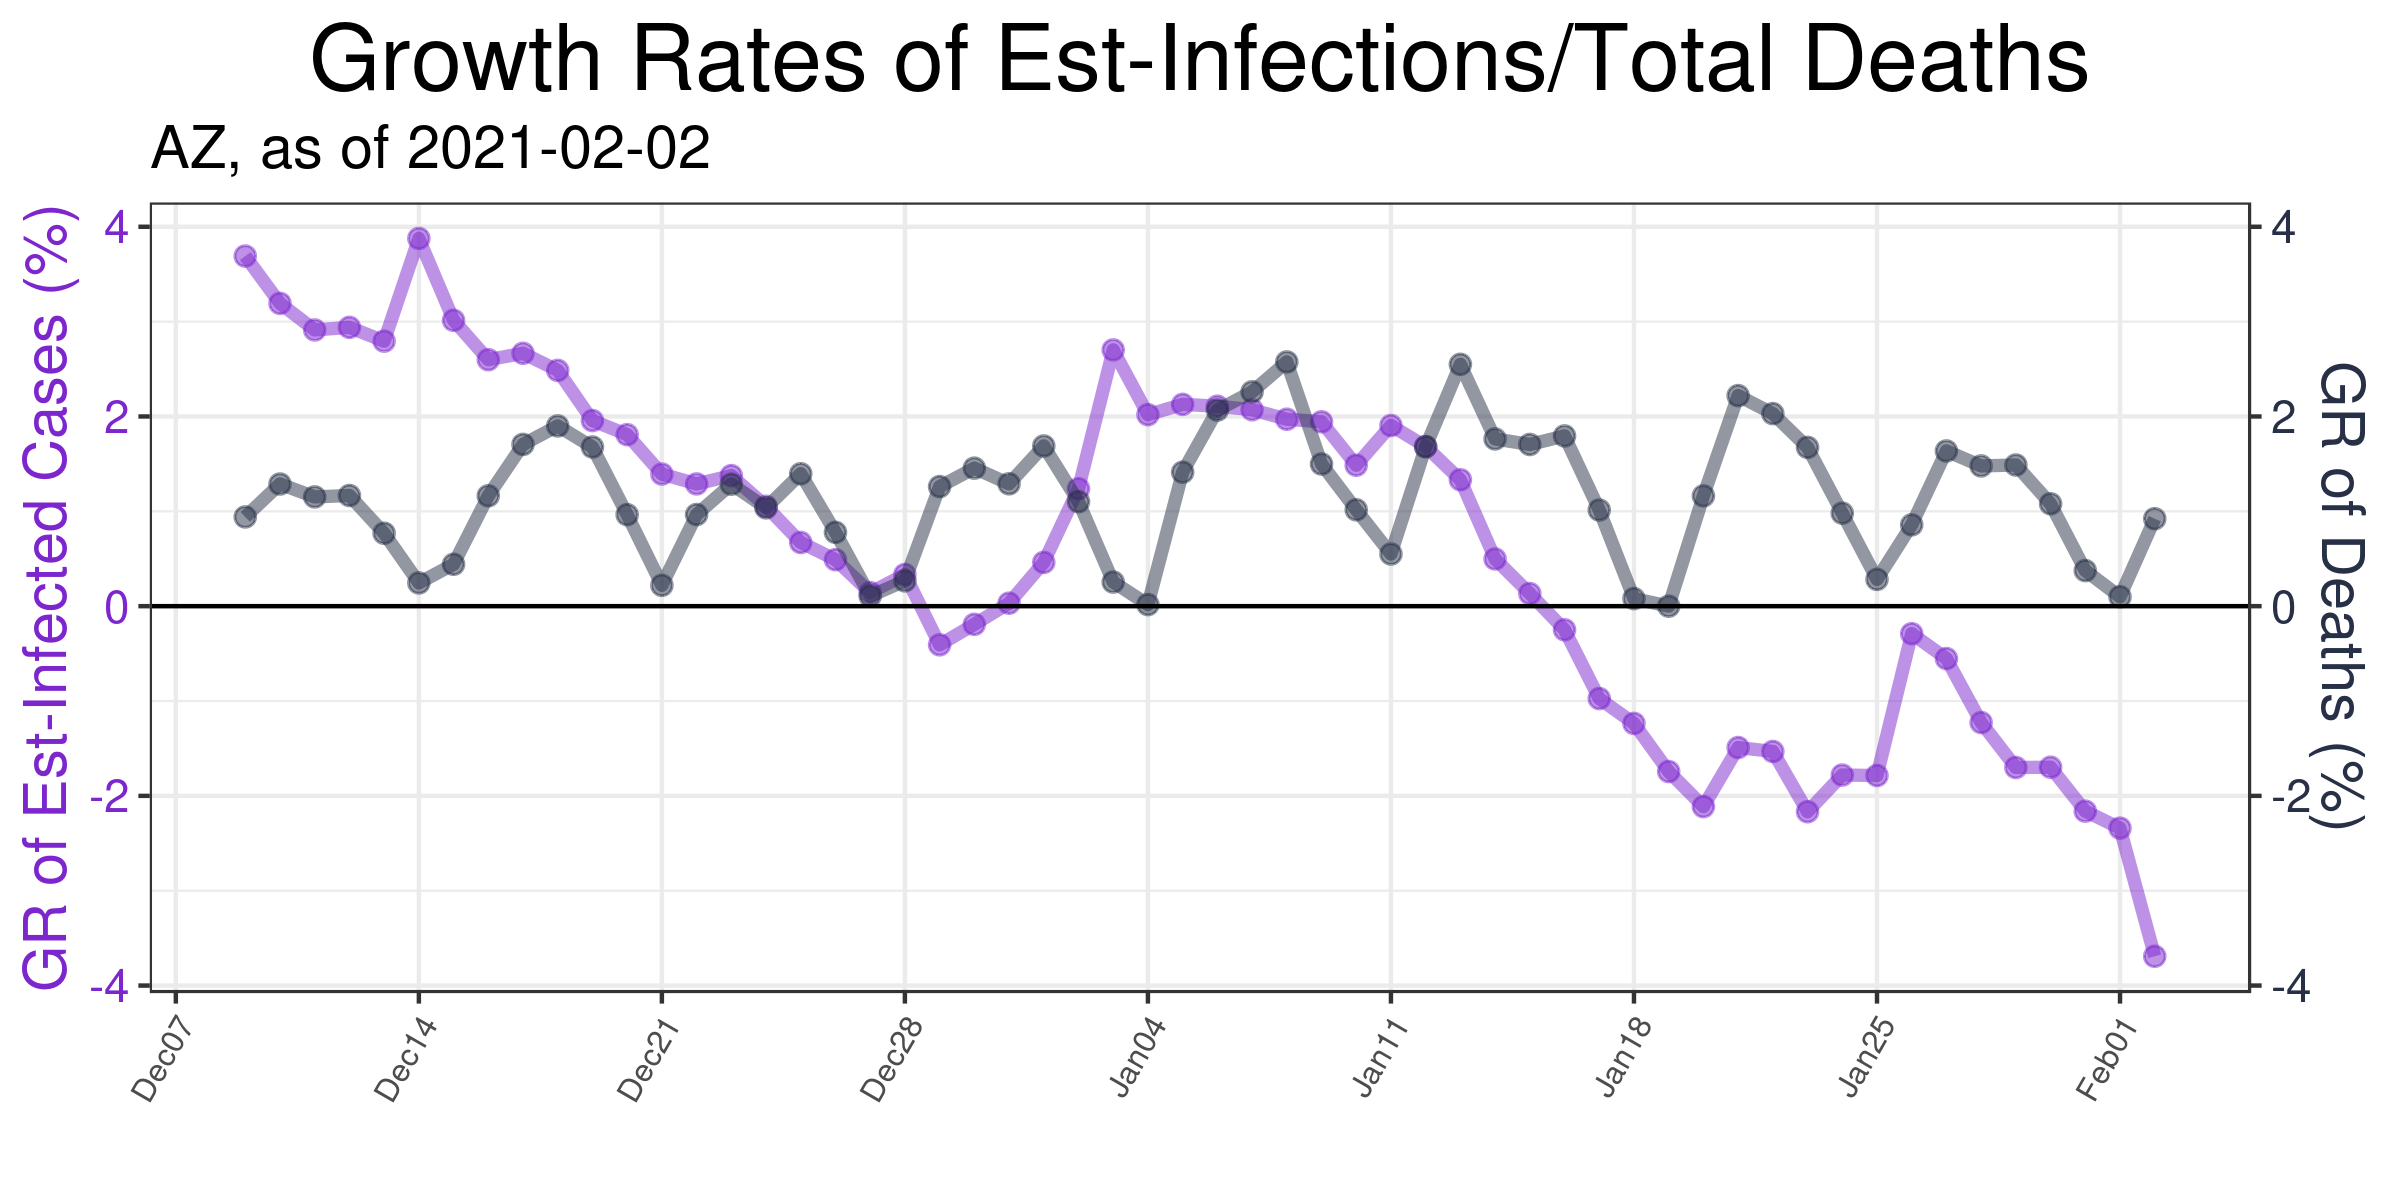 Growth Rates of Est-Infections/Total Deaths
AZ, as of 2021-02-02
GR of Est-Infected Cases (%)
4
2
0
-2
-4
4
2
0
-2
-4
GR of Deaths (%)
Dec07
Dec14
Dec21
Dec28
Jan04
Jan11
Jan18
Jan25
Feb01